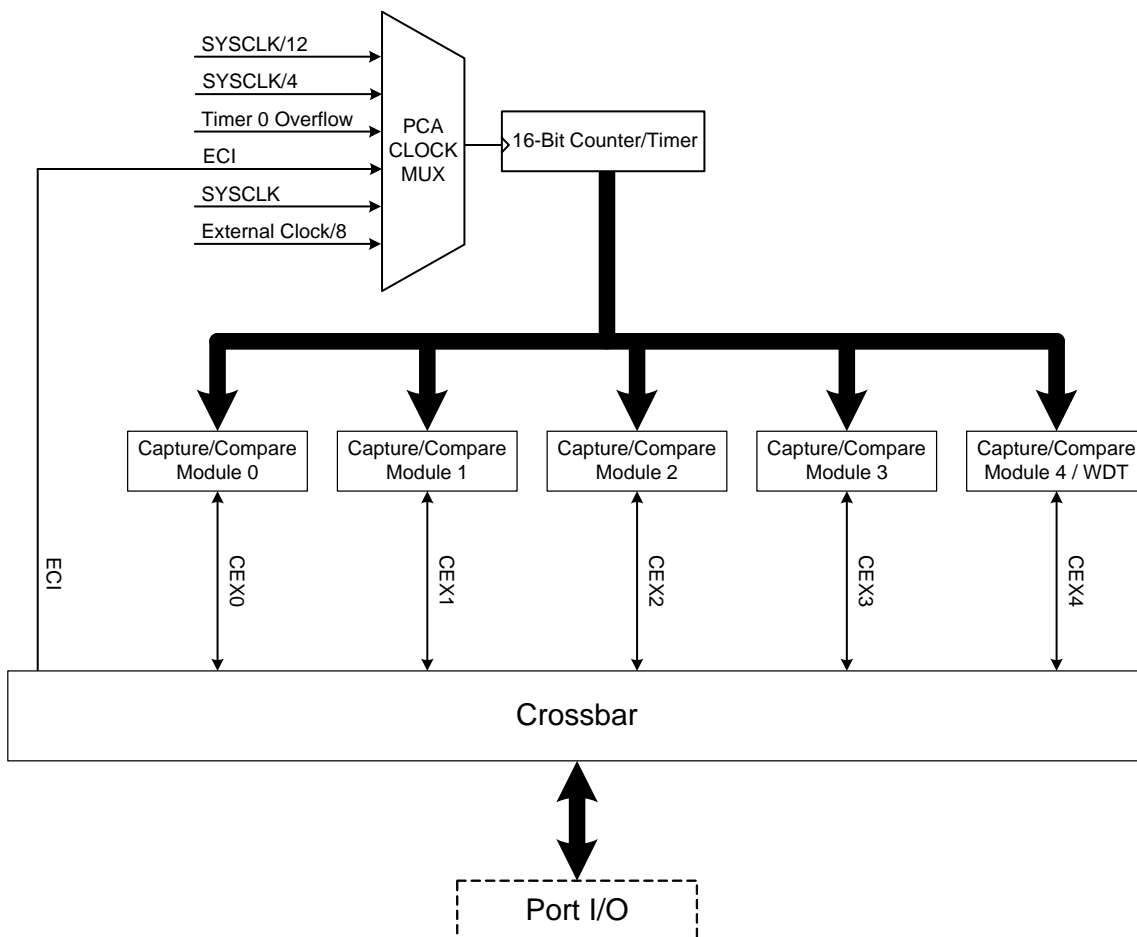 SYSCLK/12
SYSCLK/4
Timer 0 Overflow
ECI
SYSCLK
External Clock/8
PCA
CLOCK
MUX
16-Bit Counter/Timer
Capture/Compare
Module 0
Capture/Compare
Module 1
Capture/Compare
Module 2
Capture/Compare
Module 3
Capture/Compare
Module 4 / WDT
ECI
CEX0
CEX1
CEX2
CEX3
CEX4
Crossbar
Port I/O